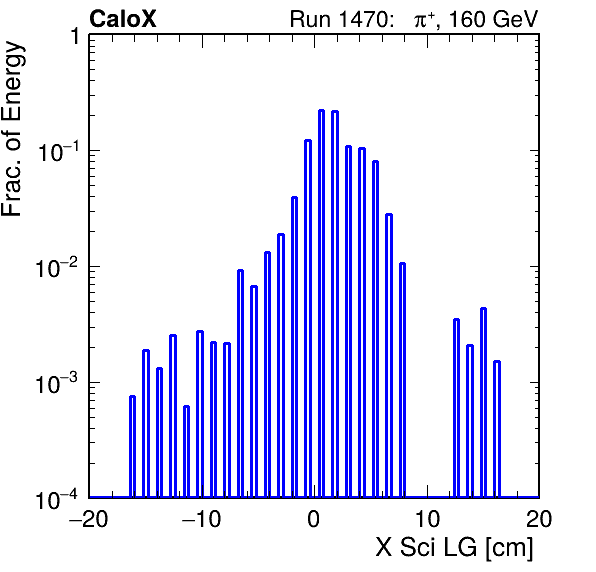 CaloX Run 1470: π⁺, 160 GeV
Frac. of Energy
1
10⁻¹
10⁻²
10⁻³
10⁻⁴
−20 −10 0 10 20
X Sci LG [cm]